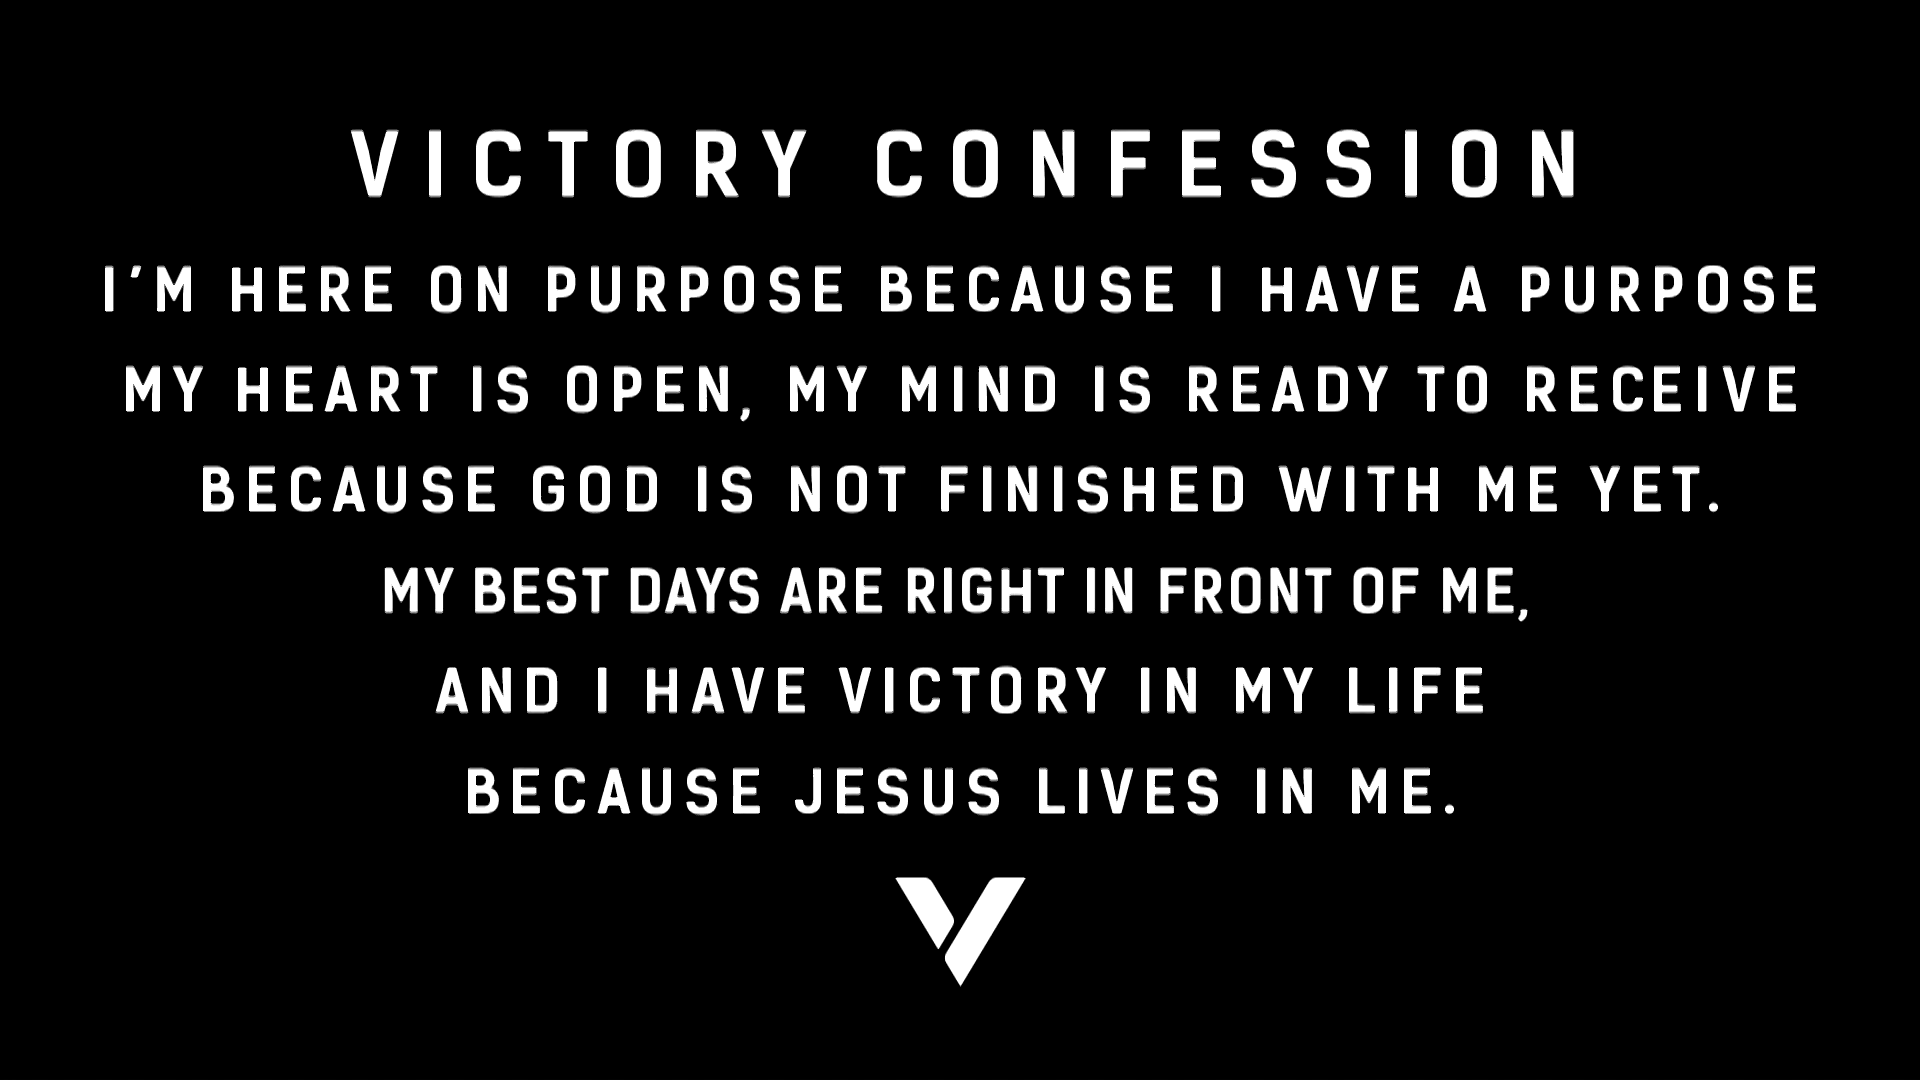 VICTORY CONFESSION
I'M HERE ON PURPOSE BECAUSE I HAVE A PURPOSE
MY HEART IS OPEN, MY MIND IS READY TO RECEIVE
BECAUSE GOD IS NOT FINISHED WITH ME YET.
MY BEST DAYS ARE RIGHT IN FRONT OF ME,
AND I HAVE VICTORY IN MY LIFE
BECAUSE JESUS LIVES IN ME.